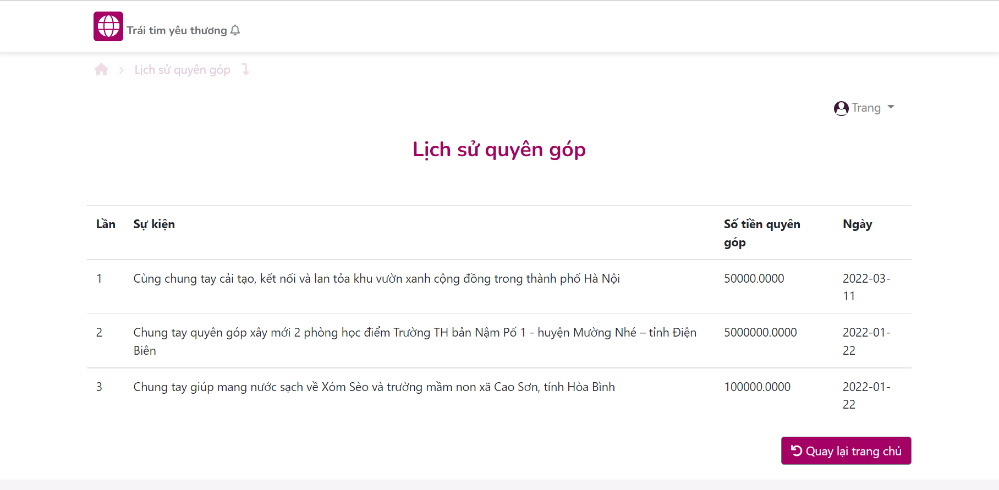 Trái tim yêu thương
Lịch sử quyên góp
Trang
Lịch sử quyên góp
Lần Sự kiện Số tiền quyên góp Ngày
1 Cùng chung tay cải tạo, kết nối và lan tỏa khu vườn xanh cộng đồng trong thành phố Hà Nội 50000.0000 2022-03-11
2 Chung tay quyên góp xây mới 2 phòng học điểm Trường TH bản Nậm Pố 1 - huyện Mường Nhé – tỉnh Điện Biên 5000000.0000 2022-01-22
3 Chung tay giúp mang nước sạch về Xóm Sèo và trường mầm non xã Cao Sơn, tỉnh Hòa Bình 100000.0000 2022-01-22
Quay lại trang chủ